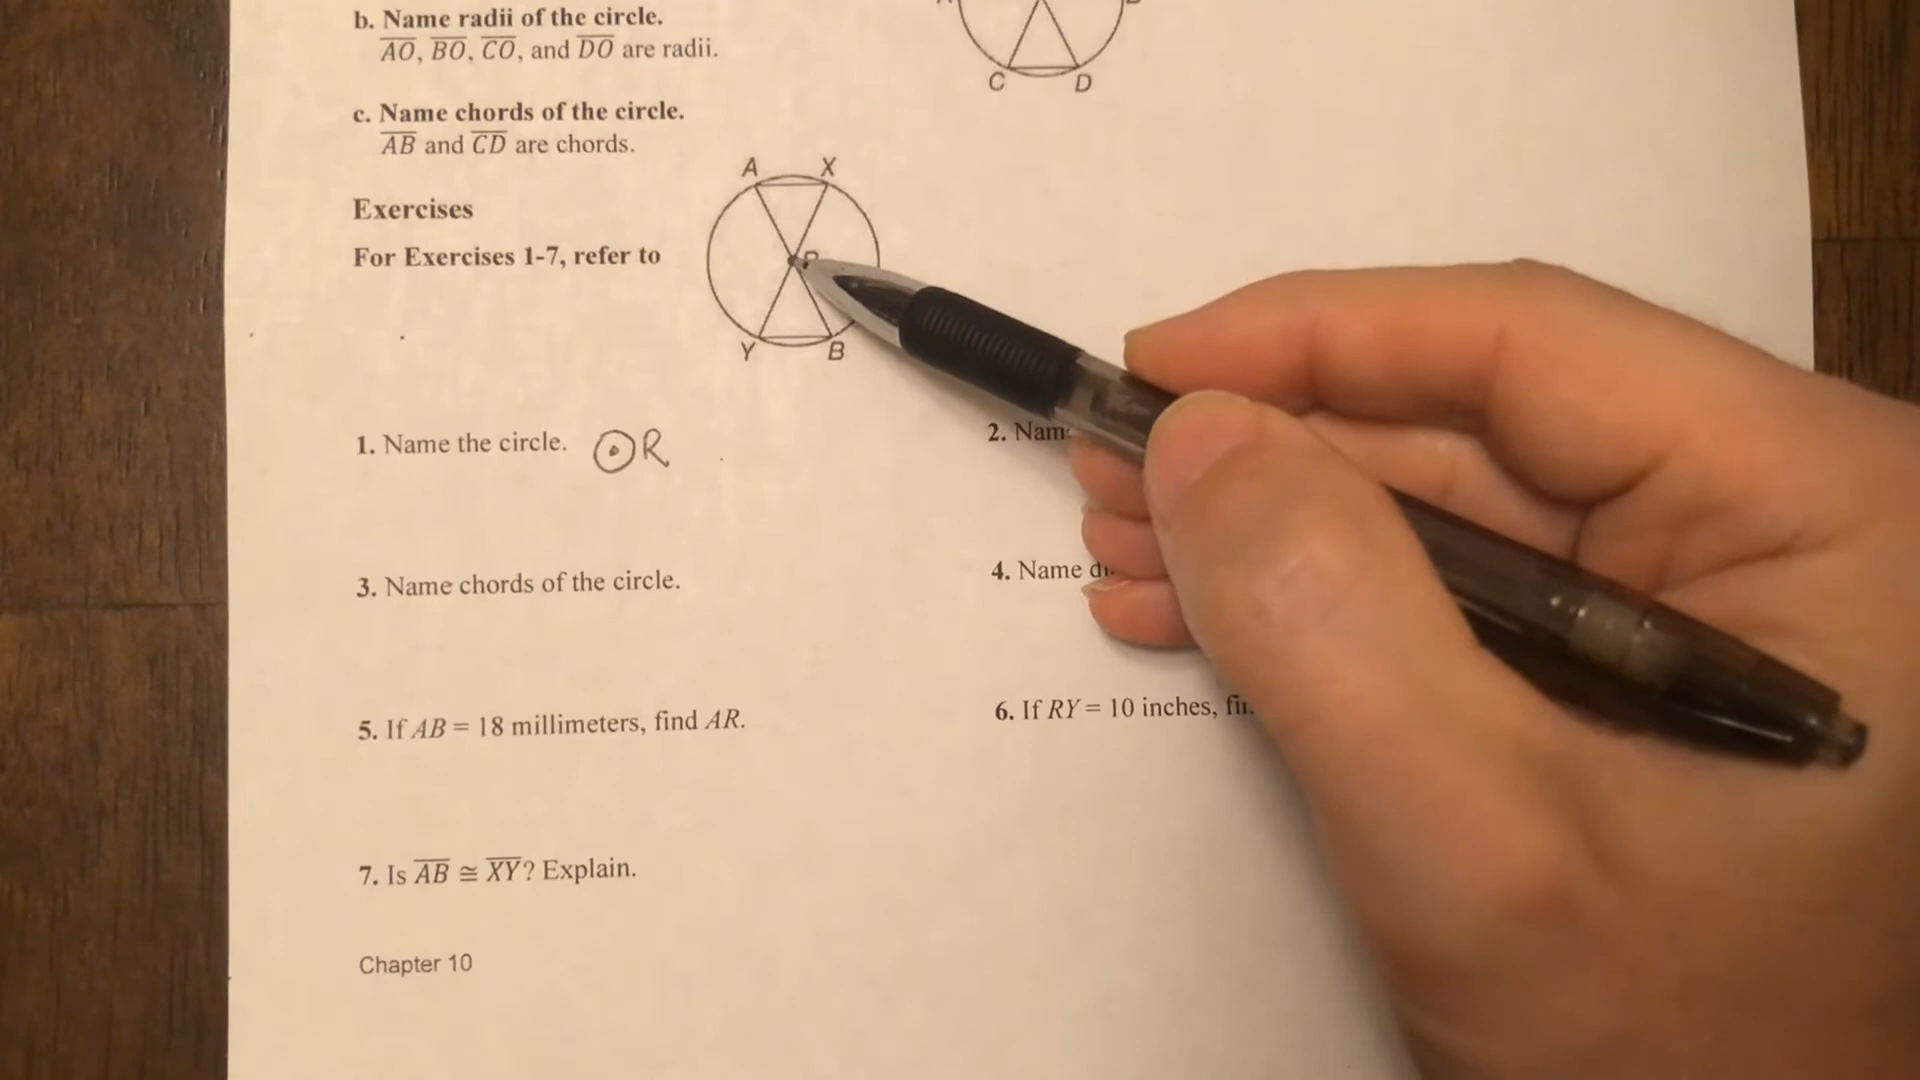 b. Name radii of the circle.
AO, BO, CO, and DO are radii.
C D
c. Name chords of the circle.
AB and CD are chords.
A X
Exercises
For Exercises 1-7, refer to
Y B
1. Name the circle. ⊙R
2.
3. Name chords of the circle.
4. Name
5. If AB = 18 millimeters, find AR.
6. If RY = 10 inches,
7. Is AB ≅ XY? Explain.
Chapter 10